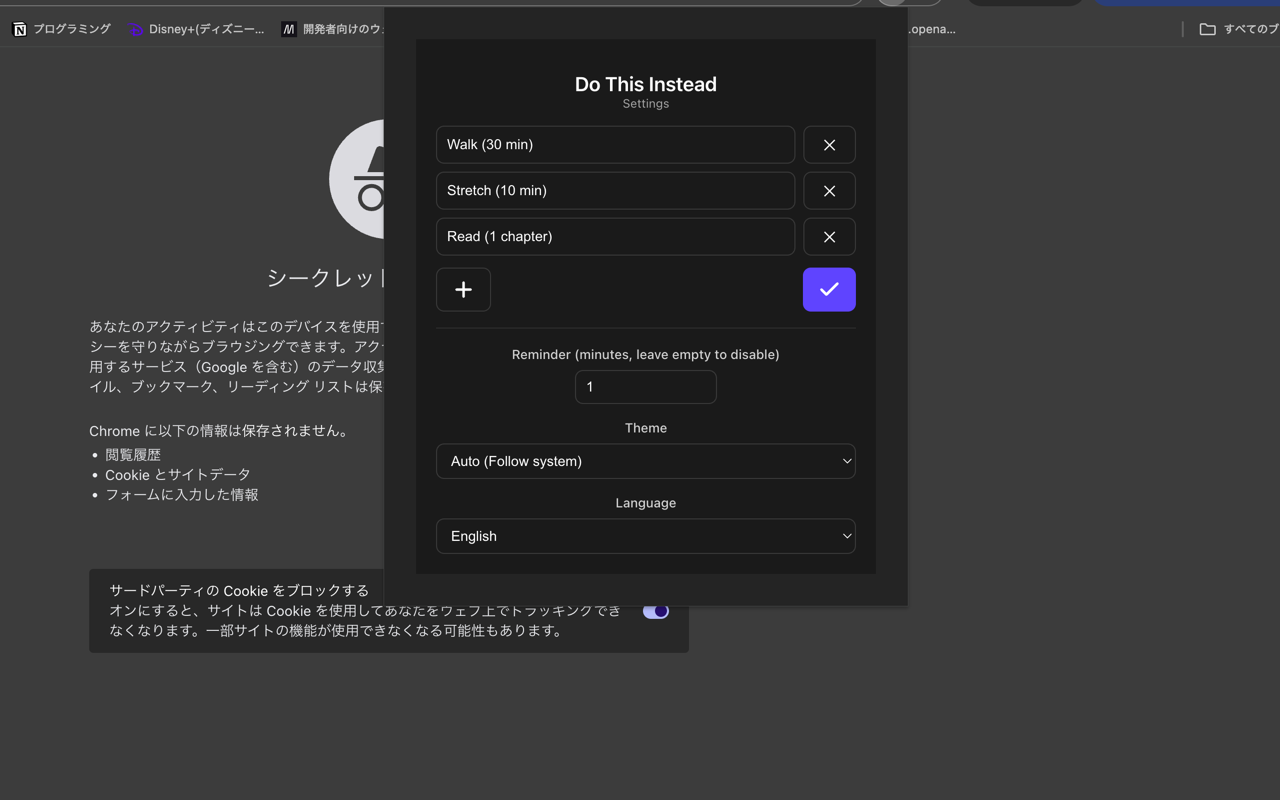 プログラミング
Disney+(ディズニー...
開発者向けのウ
.opena...
すべてのブ
Do This Instead
Settings
Walk (30 min)
Stretch (10 min)
Read (1 chapter)
Reminder (minutes, leave empty to disable)
1
Theme
Auto (Follow system)
Language
English
シークレット
あなたのアクティビティはこのデバイスを使用
シーを守りながらブラウジングできます。アク
用するサービス（Google を含む）のデータ収集
イル、ブックマーク、リーディング リストは保
Chrome に以下の情報は保存されません。
• 閲覧履歴
• Cookie とサイトデータ
• フォームに入力した情報
サードパーティの Cookie をブロックする
オンにすると、サイトは Cookie を使用してあなたをウェブ上でトラッキングでき
なくなります。一部サイトの機能が使用できなくなる可能性もあります。